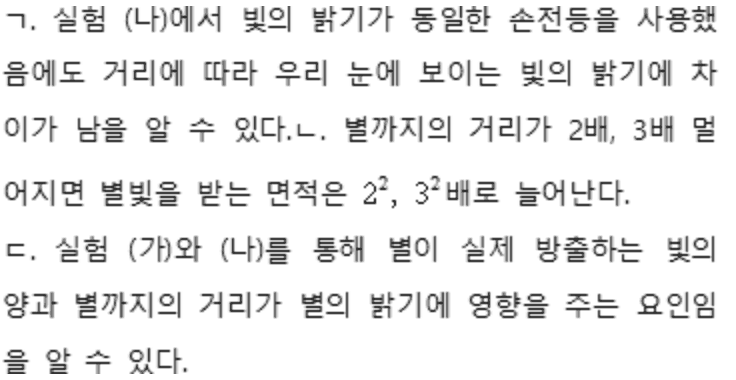 ㄱ. 실험 (나)에서 빛의 밝기가 동일한 손전등을 사용했
음에도 거리에 따라 우리 눈에 보이는 빛의 밝기에 차
이가 남을 알 수 있다.ㄴ. 별까지의 거리가 2배, 3배 멀
어지면 별빛을 받는 면적은 2², 3²배로 늘어난다.
ㄷ. 실험 (가)와 (나)를 통해 별이 실제 방출하는 빛의
양과 별까지의 거리가 별의 밝기에 영향을 주는 요인임
을 알 수 있다.